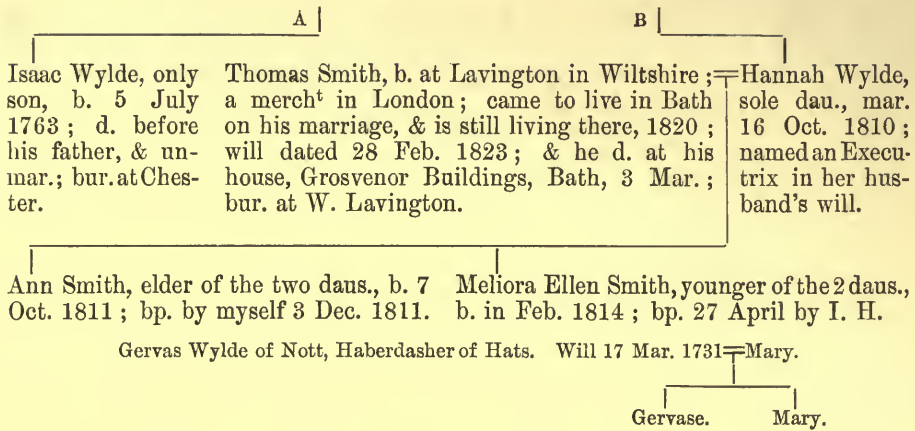 A B
Isaac Wylde, only
son, b. 5 July
1763 ; d. before
his father, & un-
mar.; bur. at Ches-
ter.
Thomas Smith, b. at Lavington in Wiltshire ;
a mercht in London ; came to live in Bath
on his marriage, & is still living there, 1820 ;
will dated 28 Feb. 1823 ; & he d. at his
house, Grosvenor Buildings, Bath, 3 Mar. ;
bur. at W. Lavington.
Hannah Wylde,
sole dau., mar.
16 Oct. 1810 ;
named an Execu-
trix in her hus-
band's will.
Ann Smith, elder of the two daus., b. 7
Oct. 1811 ; bp. by myself 3 Dec. 1811.
Meliora Ellen Smith, younger of the 2 daus.,
b. in Feb. 1814 ; bp. 27 April by I. H.
Gervas Wylde of Nott, Haberdasher of Hats. Will 17 Mar. 1731 Mary.
Gervase. Mary.